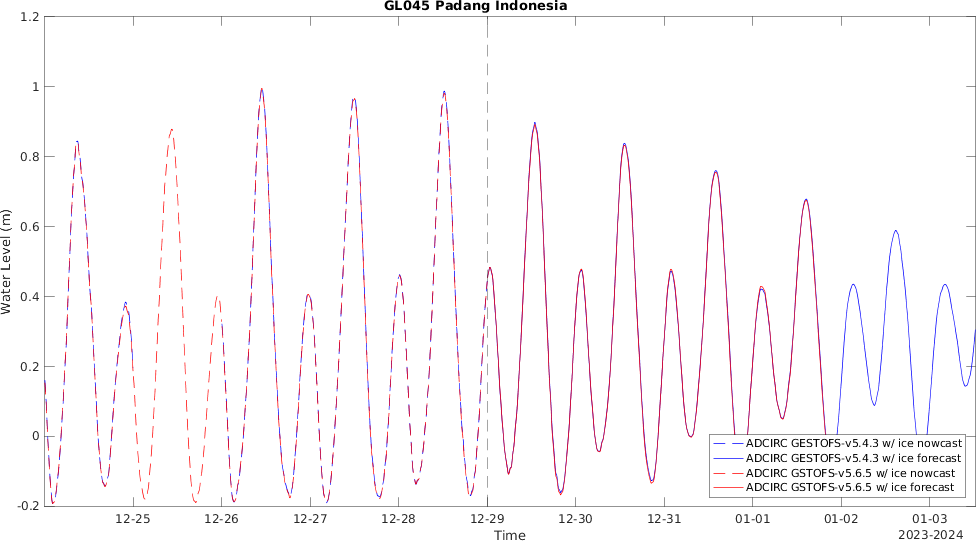 GL045 Padang Indonesia
1.2
1
0.8
0.6
0.4
0.2
0
-0.2
Water Level (m)
12-25
12-26
12-27
12-28
12-29
12-30
12-31
01-01
01-02
01-03
Time
2023-2024
ADCIRC GESTOFS-v5.4.3 w/ ice nowcast
ADCIRC GESTOFS-v5.4.3 w/ ice forecast
ADCIRC GSTOFS-v5.6.5 w/ ice nowcast
ADCIRC GSTOFS-v5.6.5 w/ ice forecast